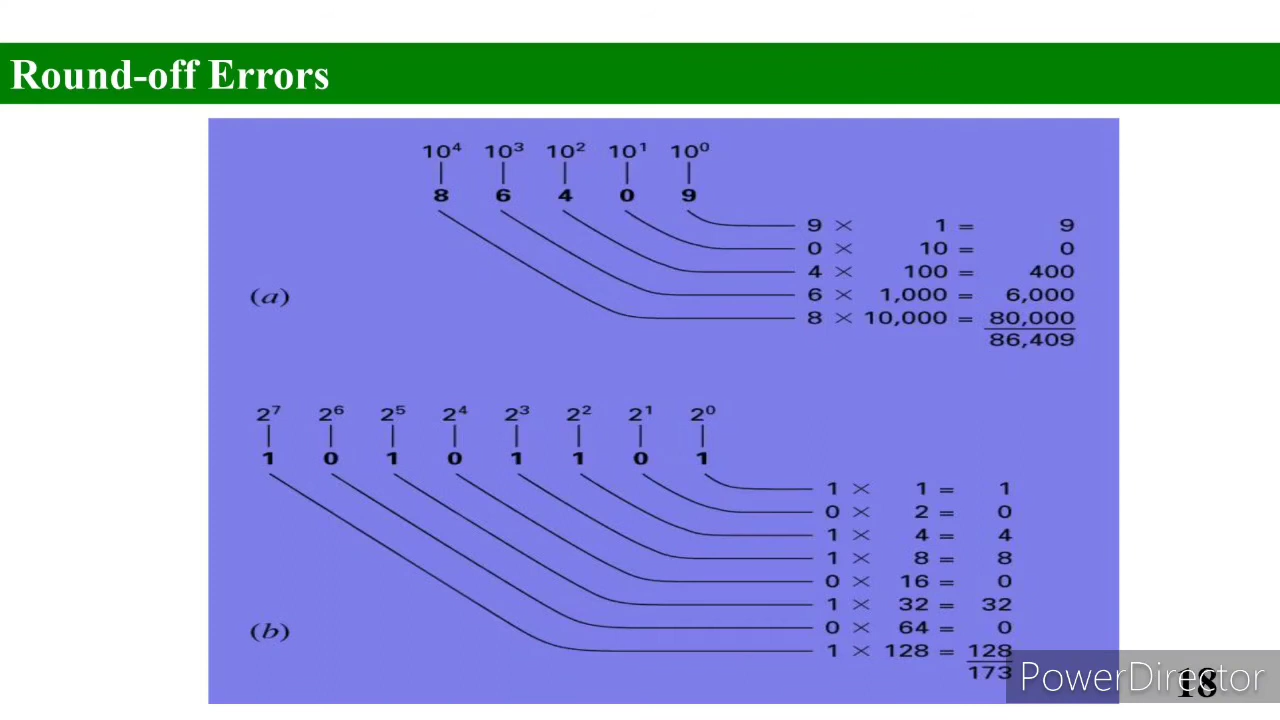 Round-off Errors
10⁴ 10³ 10² 10¹ 10⁰
8 6 4 0 9
9 × 1 = 9
0 × 10 = 0
4 × 100 = 400
(a)
6 × 1,000 = 6,000
8 × 10,000 = 80,000
86,409
2⁷ 2⁶ 2⁵ 2⁴ 2³ 2² 2¹ 2⁰
1 0 1 0 1 1 0 1
1 × 1 = 1
0 × 2 = 0
1 × 4 = 4
1 × 8 = 8
0 × 16 = 0
1 × 32 = 32
(b)
0 × 64 = 0
1 × 128 = 128
173
PowerDirector
18